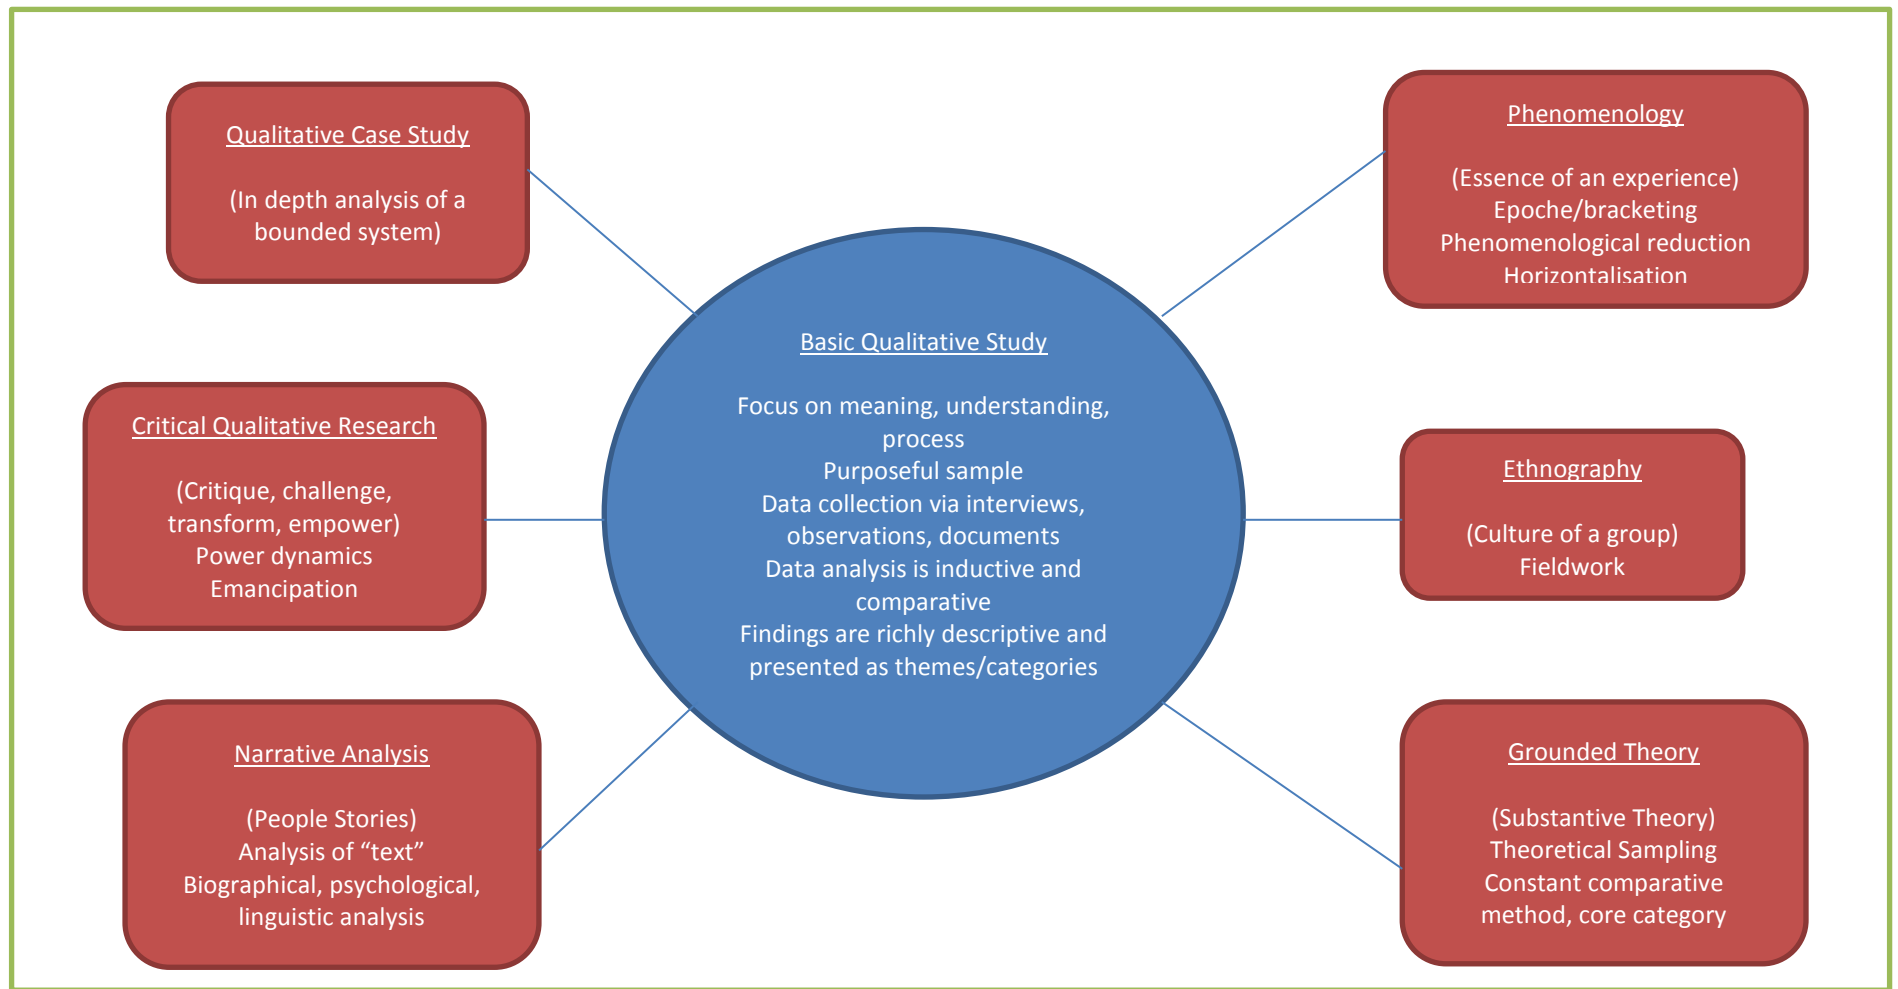 Qualitative Case Study
(In depth analysis of a
bounded system)
Critical Qualitative Research
(Critique, challenge,
transform, empower)
Power dynamics
Emancipation
Narrative Analysis
(People Stories)
Analysis of “text”
Biographical, psychological,
linguistic analysis
Basic Qualitative Study
Focus on meaning, understanding,
process
Purposeful sample
Data collection via interviews,
observations, documents
Data analysis is inductive and
comparative
Findings are richly descriptive and
presented as themes/categories
Phenomenology
(Essence of an experience)
Epoche/bracketing
Phenomenological reduction
Horizontalisation
Ethnography
(Culture of a group)
Fieldwork
Grounded Theory
(Substantive Theory)
Theoretical Sampling
Constant comparative
method, core category